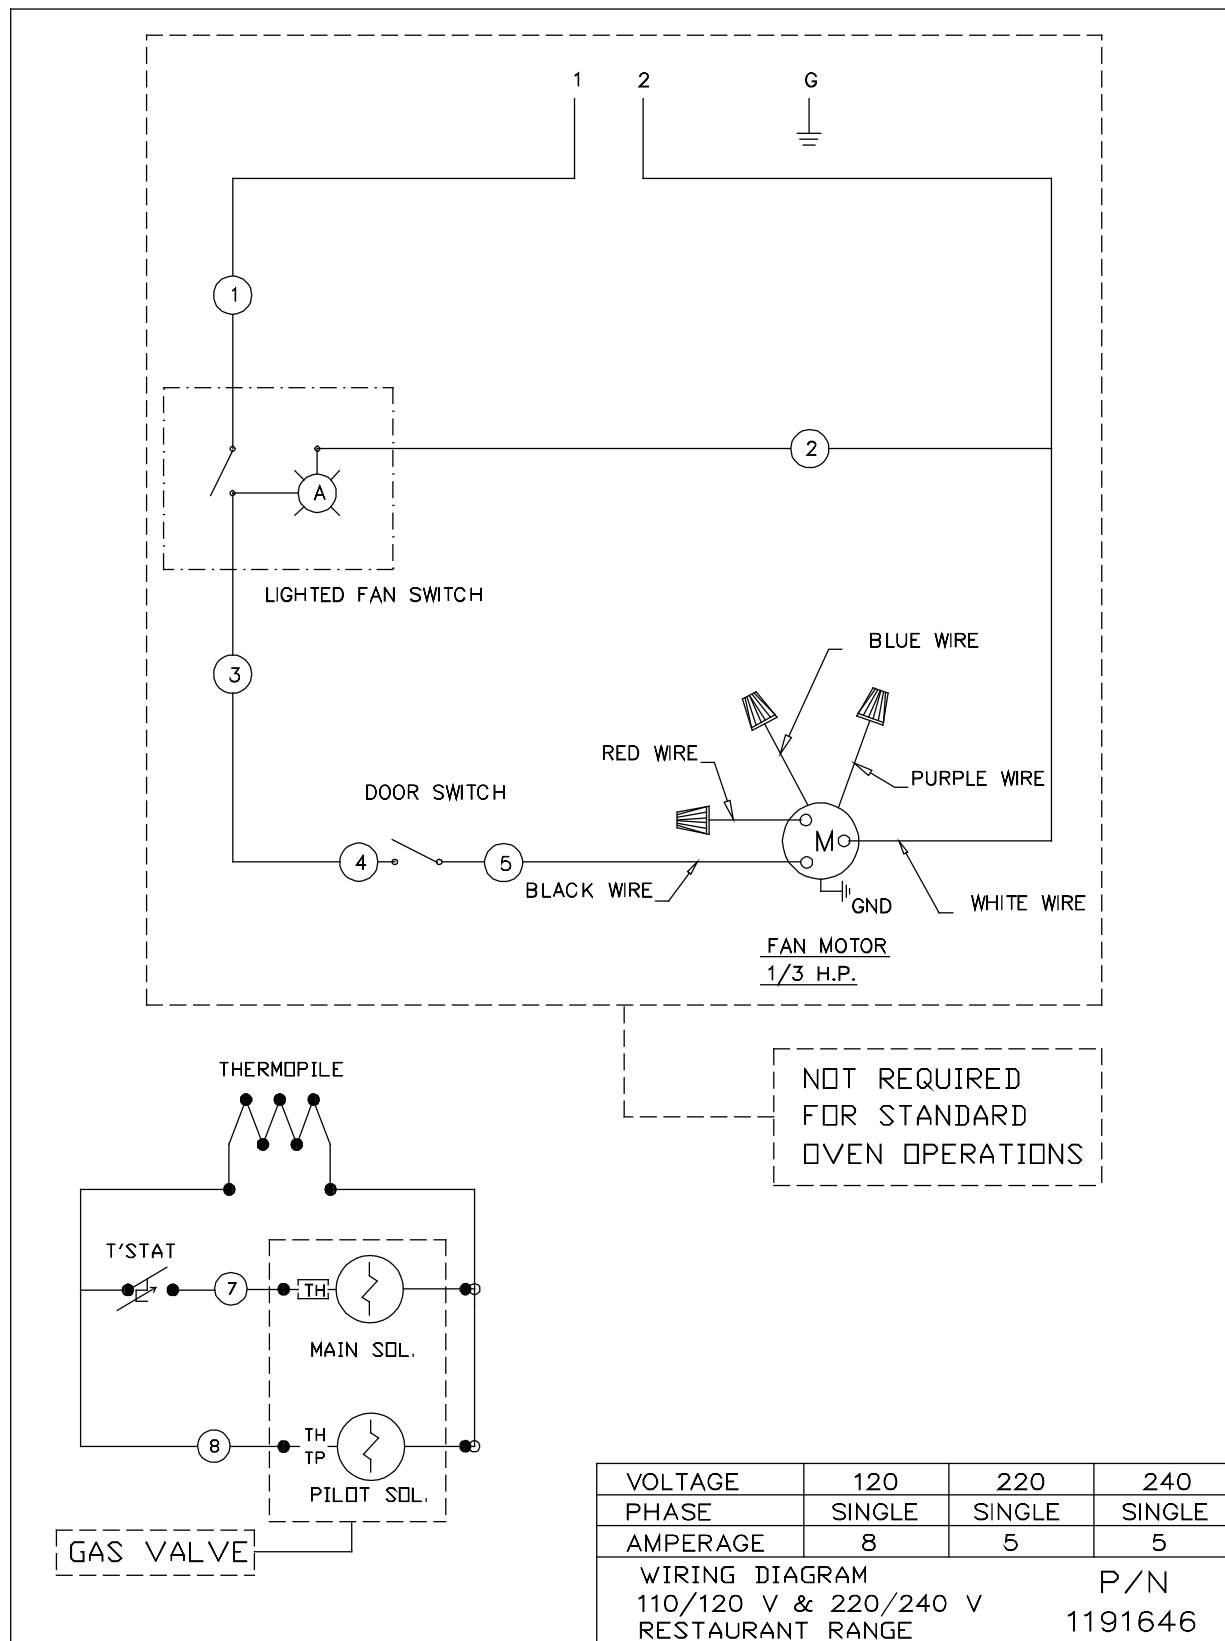 1 2 G
1
2
A
LIGHTED FAN SWITCH
3
BLUE WIRE
RED WIRE
PURPLE WIRE
DOOR SWITCH
M
4
5
BLACK WIRE
GND
WHITE WIRE
FAN MOTOR
1/3 H.P.
THERMOPILE
NOT REQUIRED
FOR STANDARD
OVEN OPERATIONS
T'STAT
7
TH
MAIN SOL.
8
TH
TP
PILOT SOL.
GAS VALVE
VOLTAGE 120 220 240
PHASE SINGLE SINGLE SINGLE
AMPERAGE 8 5 5
WIRING DIAGRAM
110/120 V & 220/240 V
RESTAURANT RANGE
P/N
1191646